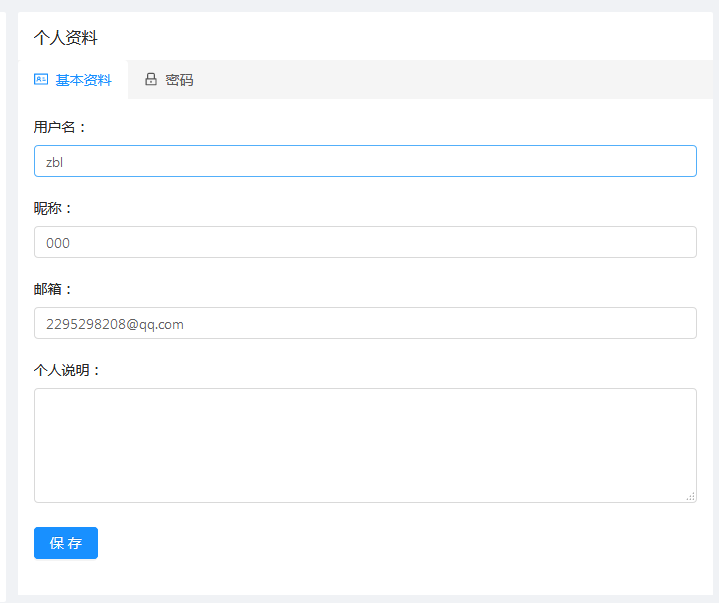 个人资料
基本资料 密码
用户名：
zbl
昵称：
000
邮箱：
2295298208@qq.com
个人说明：
保 存